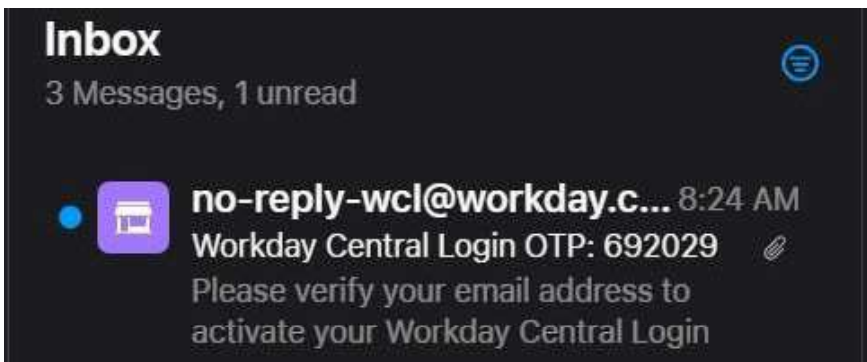 Inbox
3 Messages, 1 unread
no-reply-wcl@workday.c... 8:24 AM
Workday Central Login OTP: 692029
Please verify your email address to
activate your Workday Central Login